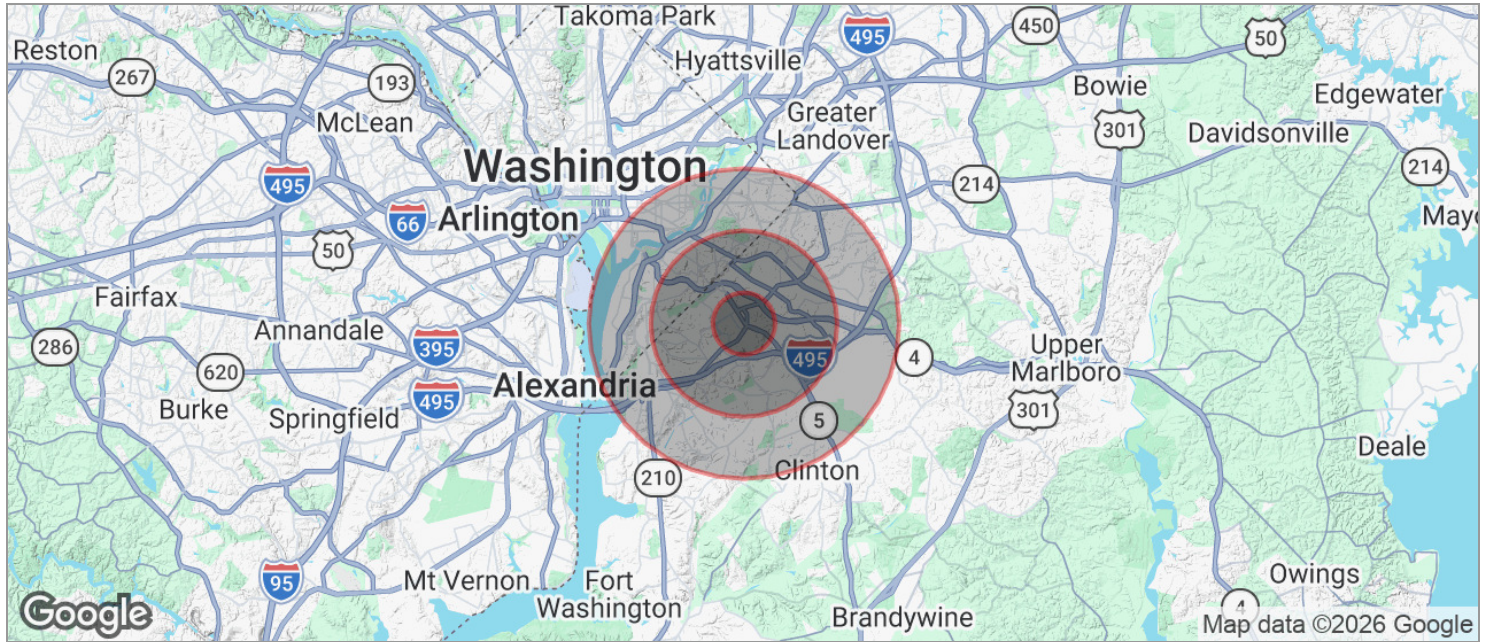 Takoma Park
450
495
50
Reston
267
193
Hyattsville
Bowie
Edgewater
McLean
Greater
Landover
301
Davidsonville
Washington
214
214
495
66
Arlington
50
Mayo
Fairfax
Annandale
286
395
495
4
Upper
Marlboro
620
Alexandria
495
301
Burke
Springfield
5
Deale
210
Clinton
95
Mt Vernon
Fort
Washington
Owings
Brandywine
4
Google
Map data ©2026 Google